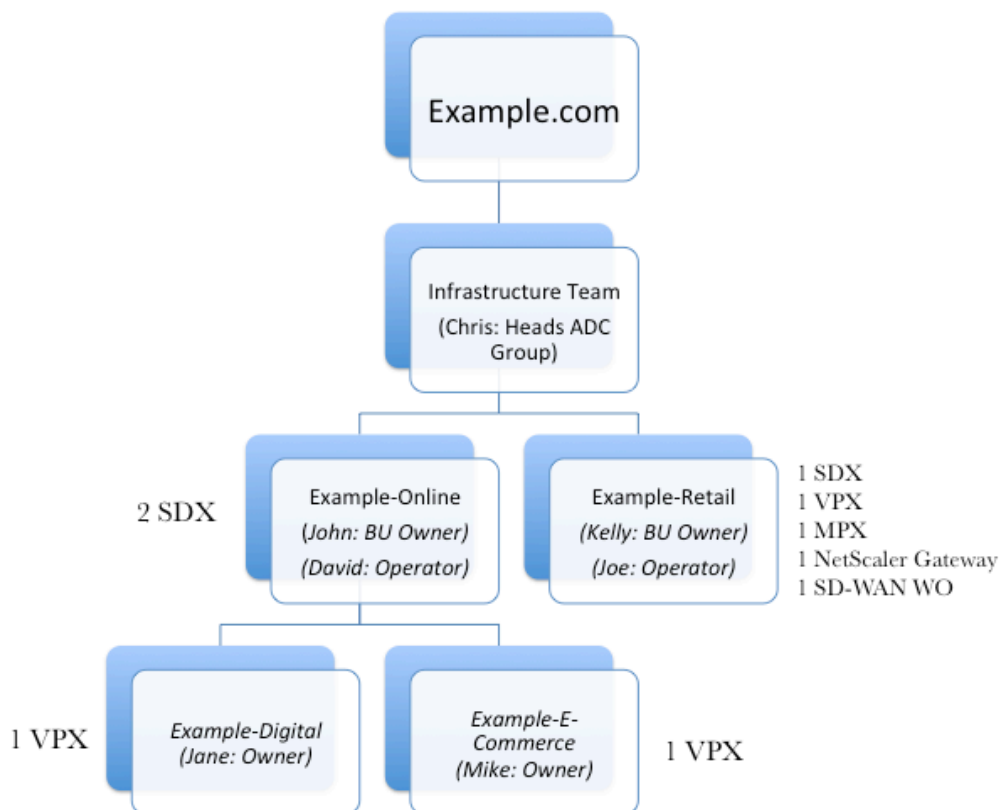 Example.com
Infrastructure Team
(Chris: Heads ADC
Group)
2 SDX
Example-Online
(John: BU Owner)
(David: Operator)
Example-Retail
(Kelly: BU Owner)
(Joe: Operator)
1 SDX
1 VPX
1 MPX
1 NetScaler Gateway
1 SD-WAN WO
1 VPX
Example-Digital
(Jane: Owner)
Example-E-
Commerce
(Mike: Owner)
1 VPX